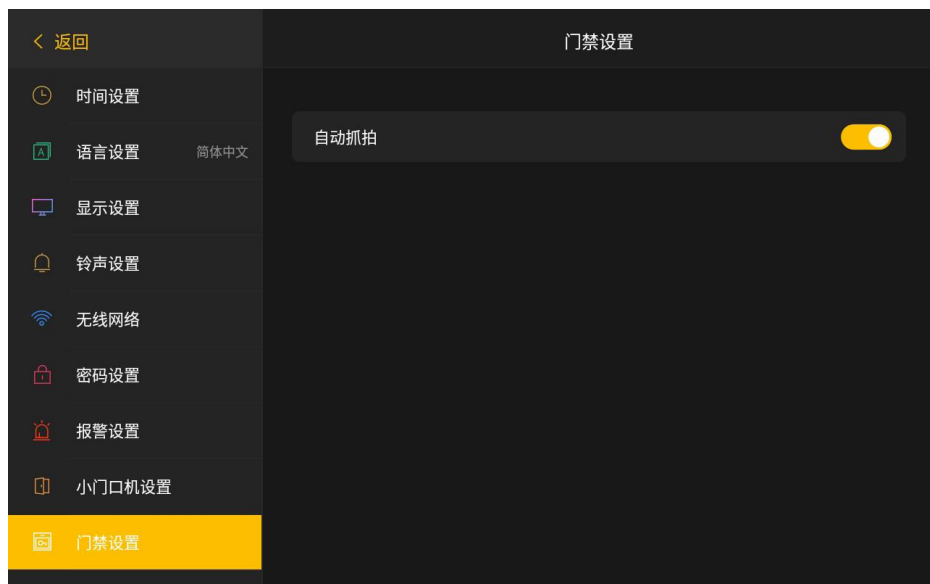 返回
门禁设置
时间设置
自动抓拍
语言设置 简体中文
显示设置
铃声设置
无线网络
密码设置
报警设置
小门口机设置
门禁设置